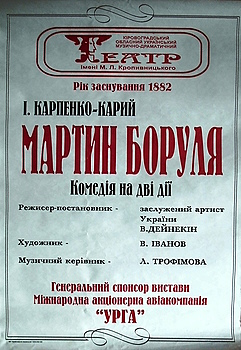 КІРОВОГРАДСЬКИЙ
ОБЛАСНИЙ УКРАЇНСЬКИЙ
МУЗИЧНО-ДРАМАТИЧНИЙ
ТЕАТР
імені М. Л. Кропивницького
Рік заснування 1882
І. КАРПЕНКО-КАРИЙ
МАРТИН БОРУЛЯ
Комедія на дві дії
Режисер-постановник - заслужений артист
України
В.ДЕЙНЕКІН
Художник - В. ІВАНОВ
Музичний керівник - Л. ТРОФІМОВА
Генеральний спонсор вистави
Міжнародна акціонерна авіакомпанія
"УРГА"